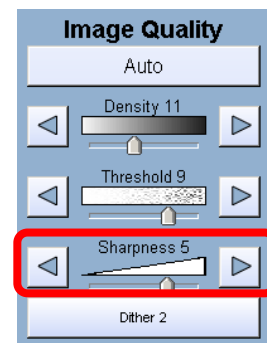 Image Quality
Auto
Density 11
Threshold 9
Sharpness 5
Dither 2